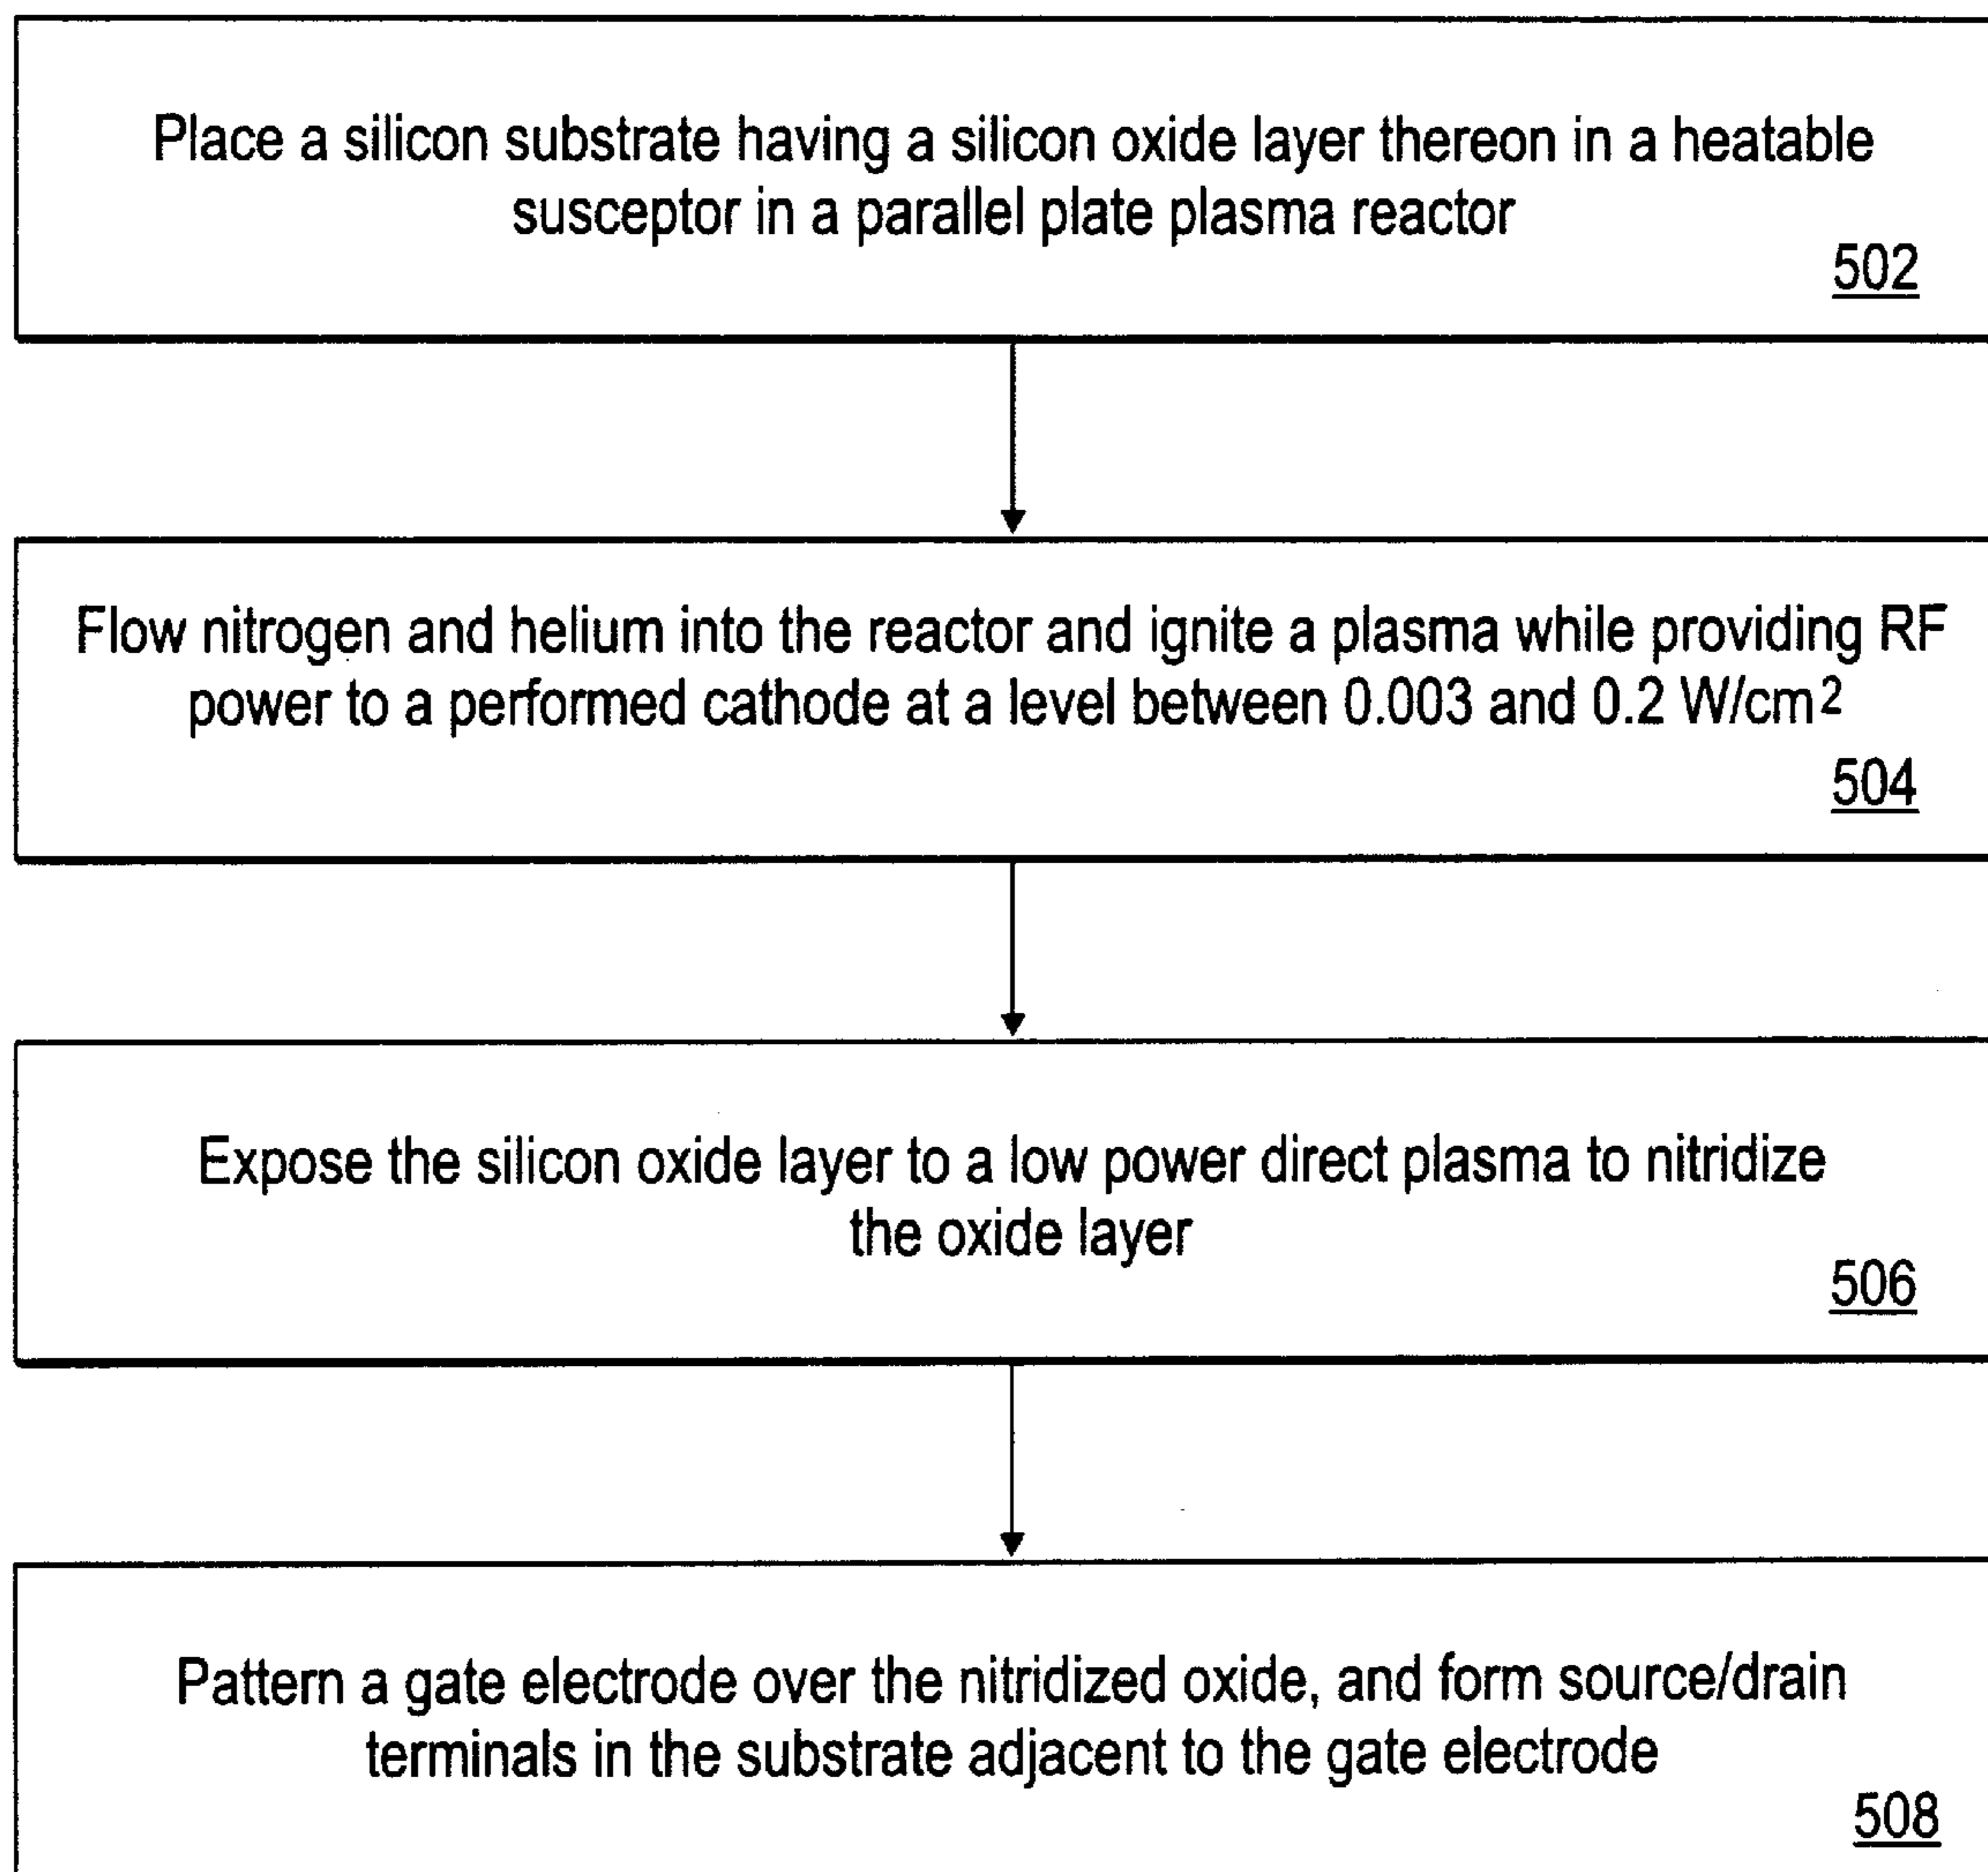 Place a silicon substrate having a silicon oxide layer thereon in a heatable
susceptor in a parallel plate plasma reactor
502
Flow nitrogen and helium into the reactor and ignite a plasma while providing RF
power to a performed cathode at a level between 0.003 and 0.2 W/cm²
504
Expose the silicon oxide layer to a low power direct plasma to nitridize
the oxide layer
506
Pattern a gate electrode over the nitridized oxide, and form source/drain
terminals in the substrate adjacent to the gate electrode
508